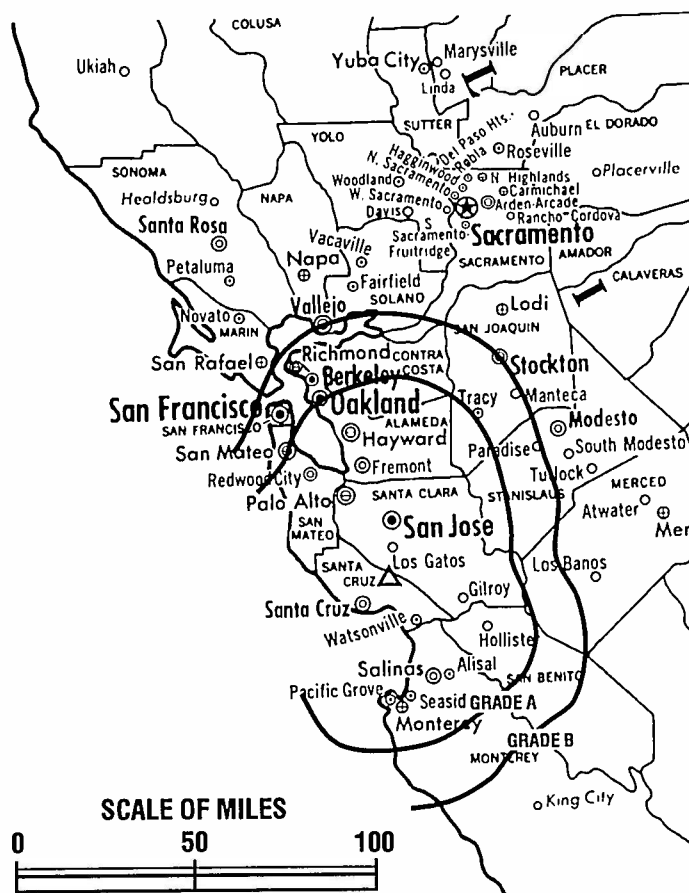 COLUSA
Marysville
Yuba City
Ukiah
Linda
PLACER
SUTTER
Del Paso Hts.
Auburn
EL DORADO
YOLO
Robla
Roseville
Hagginwood
SONOMA
N. Sacramento
N Highlands
Placerville
NAPA
Woodland
Carmichael
Healdsburg
W. Sacramento
Arden-Arcade
Davis
Rancho-Cordova
Santa Rosa
S
Sacramento
Sacramento
Vacaville
Fruitridge
AMADOR
Napa
SACRAMENTO
Petaluma
CALAVERAS
Fairfield
SOLANO
Vallejo
Lodi
Novato
MARIN
SAN JOAQUIN
San Rafael
Richmond
CONTRA
COSTA
Stockton
Berkeley
Manteca
Oakland
San Francisco
Tracy
SAN FRANCISCO
ALAMEDA
Modesto
Hayward
San Mateo
Paradise
South Modesto
Fremont
Redwood City
Turlock
SANTA CLARA
STANISLAUS
MERCED
Palo Alto
Atwater
San Jose
Mer
SAN
MATEO
Los Gatos
Los Banos
SANTA
CRUZ
Gilroy
Santa Cruz
Watsonville
Hollister
Salinas
Alisal
SAN BENITO
Pacific Grove
Seasid
GRADE A
Monterey
GRADE B
MONTEREY
King City
SCALE OF MILES
0 50 100